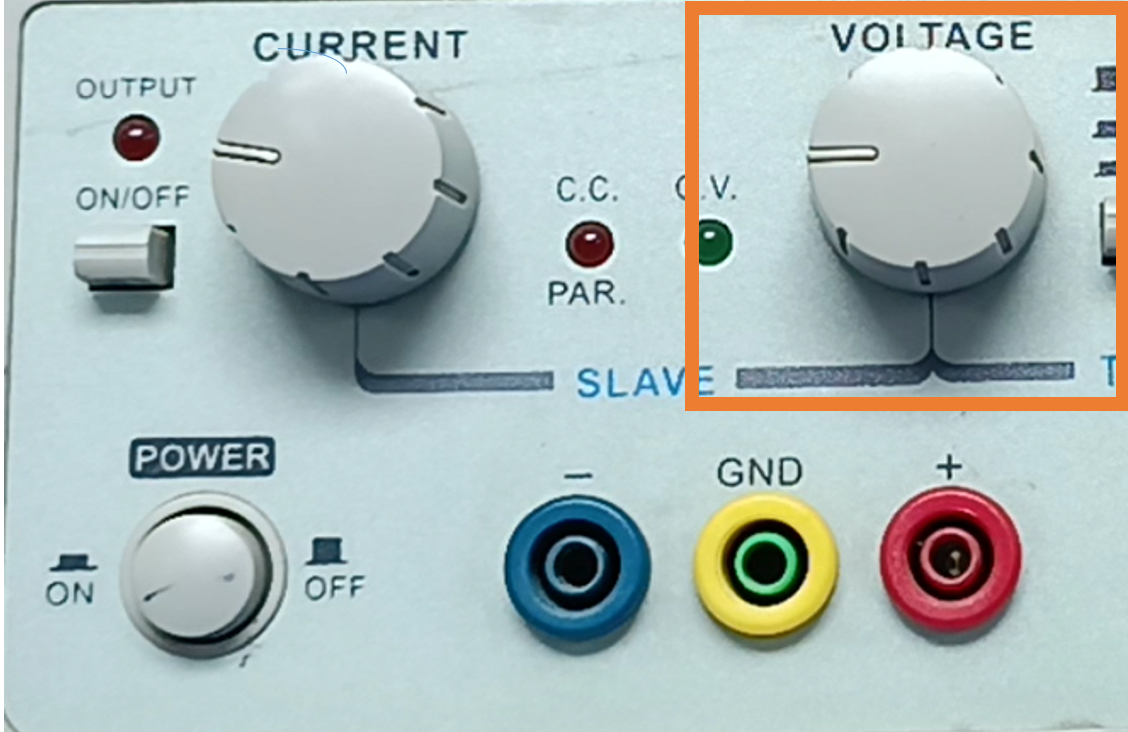 CURRENT
VOLTAGE
OUTPUT
ON/OFF
C.C.
PAR.
SLAVE
POWER
ON
OFF
−
GND
+